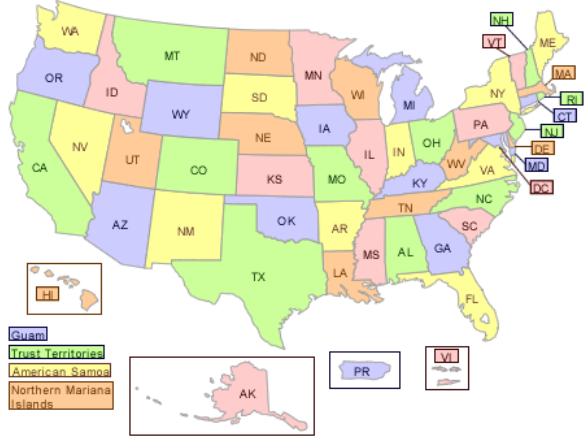 NH
WA
VT
ME
MT
ND
OR
MN
MA
ID
WI
SD
NY
RI
WY
MI
CT
PA
IA
NJ
NE
NV
OH
DE
IL
IN
UT
CA
CO
WV
MD
VA
KS
MO
KY
DC
NC
TN
OK
AZ
NM
AR
SC
MS
AL
GA
TX
LA
HI
FL
Guam
Trust Territories
American Samoa
Northern Mariana
Islands
VI
PR
AK